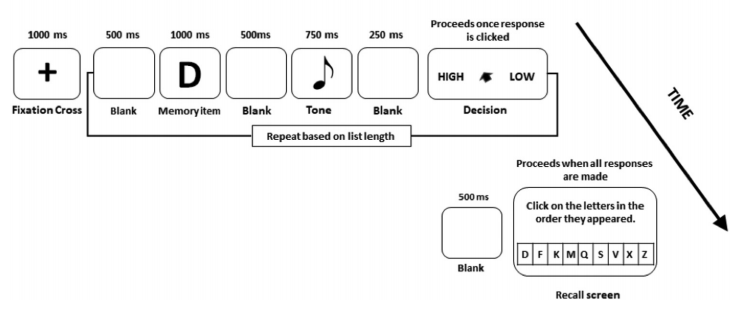 1000 ms
500 ms
1000 ms
500ms
750 ms
250 ms
Proceeds once response
is clicked
+
D
HIGH
LOW
Fixation Cross
Blank
Memory item
Blank
Tone
Blank
Decision
Repeat based on list length
TIME
Proceeds when all responses
are made
500 ms
Click on the letters in the
order they appeared.
D F K M Q S V X Z
Blank
Recall screen